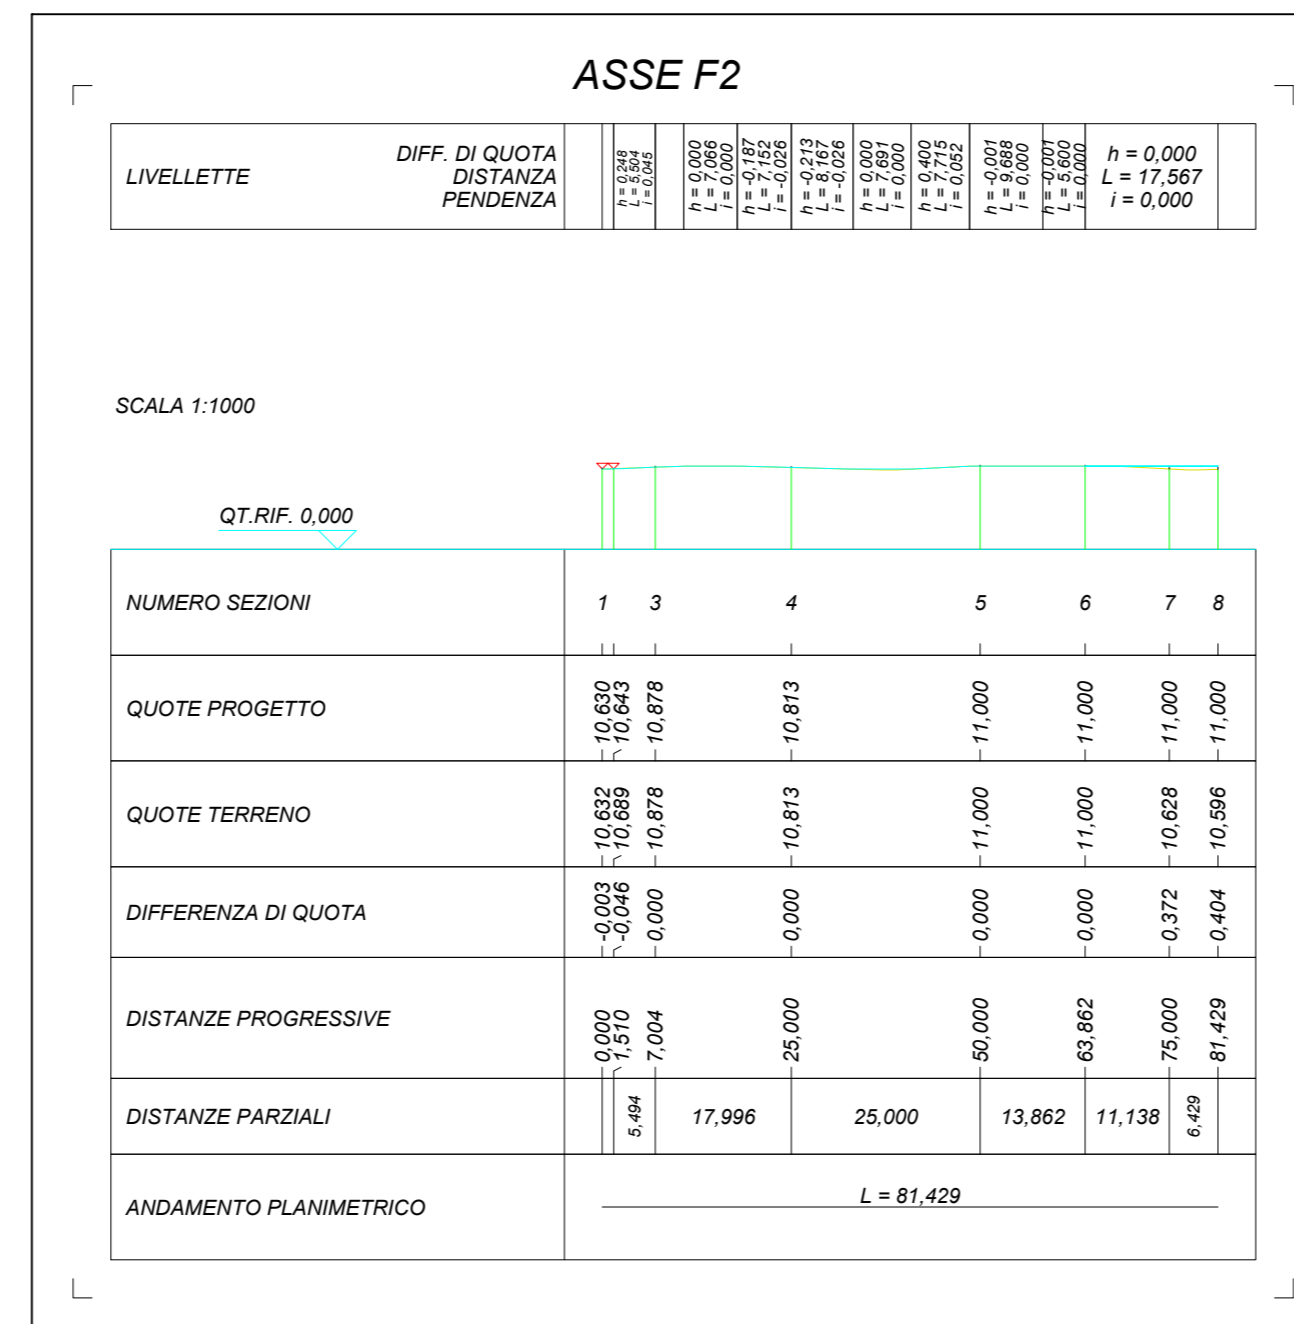 ASSE F2
LIVELLETTE
DIFF. DI QUOTA
DISTANZA
PENDENZA
h = 0,248
L = 5,504
i = 0,045
h = 0,000
L = 7,066
i = 0,000
h = -0,187
L = 7,152
i = -0,026
h = -0,213
L = 8,167
i = -0,026
h = 0,000
L = 7,691
i = 0,000
h = 0,400
L = 7,715
i = 0,052
h = -0,001
L = 9,688
i = 0,000
h = -0,001
L = 5,600
i = 0,000
h = 0,000
L = 17,567
i = 0,000
SCALA 1:1000
QT.RIF. 0,000
NUMERO SEZIONI
1 3 4 5 6 7 8
QUOTE PROGETTO
10,630
10,643
10,878
10,813
11,000
11,000
11,000
11,000
QUOTE TERRENO
10,632
10,689
10,878
10,813
11,000
11,000
10,628
10,596
DIFFERENZA DI QUOTA
-0,003
-0,046
0,000
0,000
0,000
0,000
0,372
0,404
DISTANZE PROGRESSIVE
0,000
1,510
7,004
25,000
50,000
63,862
75,000
81,429
DISTANZE PARZIALI
5,494
17,996
25,000
13,862
11,138
6,429
ANDAMENTO PLANIMETRICO
L = 81,429